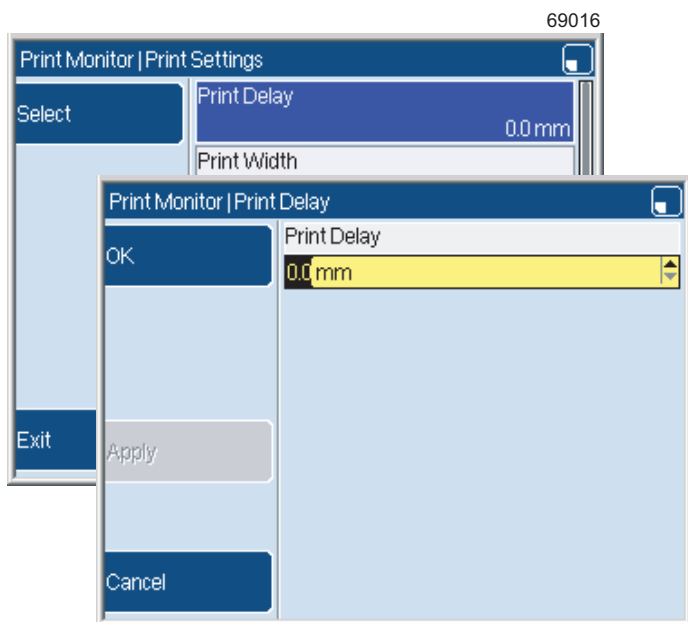 69016
Print Monitor | Print Settings
Select
Print Delay
0.0 mm
Print Width
Exit
Print Monitor | Print Delay
OK
Print Delay
0.0 mm
Apply
Cancel